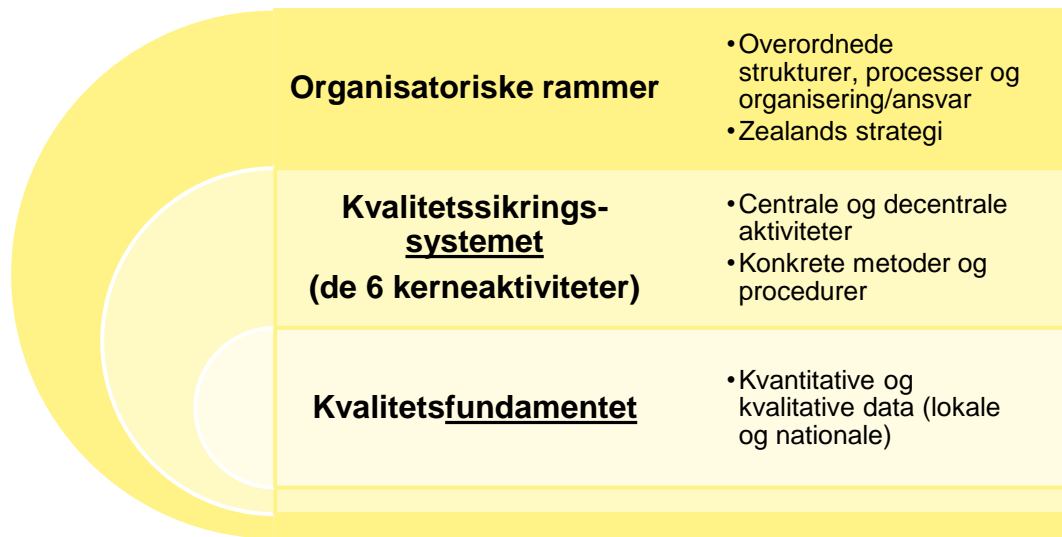 Organisatoriske rammer
•Overordnede
strukturer, processer og
organisering/ansvar
•Zealands strategi
Kvalitetssikrings-
systemet
(de 6 kerneaktiviteter)
•Centrale og decentrale
aktiviteter
•Konkrete metoder og
procedurer
Kvalitetsfundamentet
•Kvantitative og
kvalitative data (lokale
og nationale)